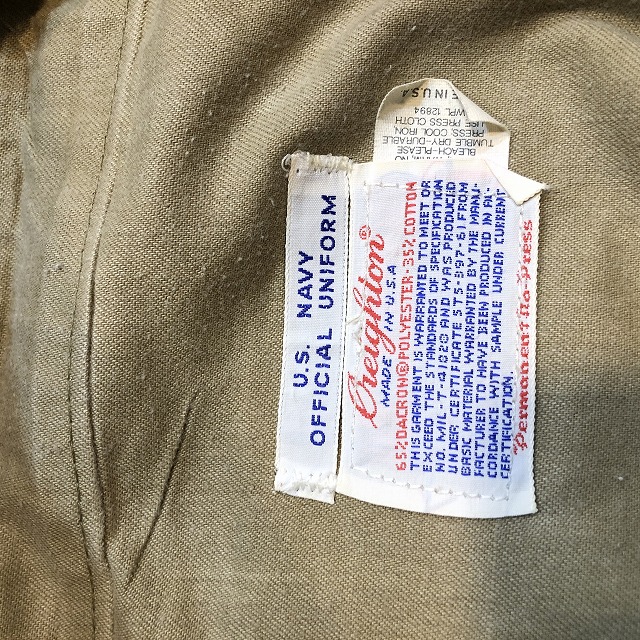 U.S. NAVY
OFFICIAL UNIFORM
Creighton®
MADE IN U.S.A
65% DACRON® POLYESTER-35% COTTON
THIS GARMENT IS WARRANTED TO MEET OR
EXCEED THE STANDARDS OF SPECIFICATION
NO. MIL-T-41820 AND WAS PRODUCED
UNDER CERTIFICATE STS-397-61 FROM
BASIC MATERIAL WARRANTED BY THE MANU-
FACTURER TO HAVE BEEN PRODUCED IN AC-
CORDANCE WITH SAMPLE UNDER CURRENT
CERTIFICATION.
Permanent No-Press
BLEACH-PLEASE
TUMBLE DRY-DURABLE
PRESS, COOL IRON,
USE PRESS CLOTH
WPL 12894
E IN U.S.A